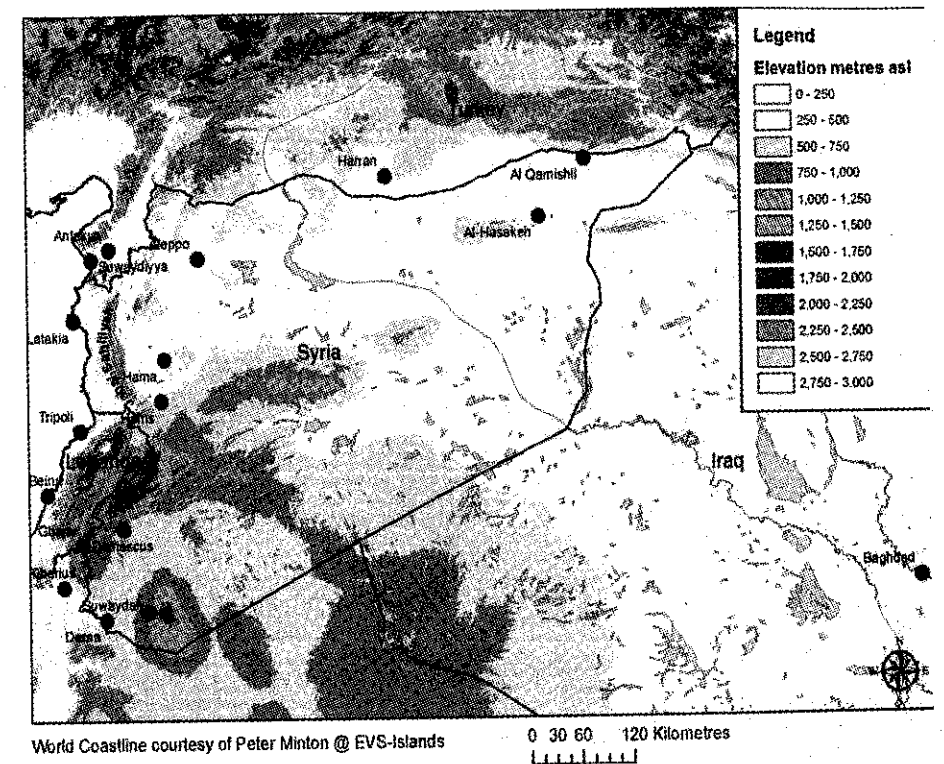 Legend
Elevation metres asl
0 - 250
250 - 500
500 - 750
750 - 1,000
1,000 - 1,250
1,250 - 1,500
1,500 - 1,750
1,750 - 2,000
2,000 - 2,250
2,250 - 2,500
2,500 - 2,750
2,750 - 3,000
Harran
Al Qamishli
Al-Hasakeh
Antakya
Aleppo
Suwaydiyya
Latakia
Syria
Hama
Tripoli
Homs
Iraq
Beirut
Damascus
Baghdad
Tiberius
Deraa
N
E
World Coastline courtesy of Peter Minton @ EVS-Islands
0 30 60 120 Kilometres